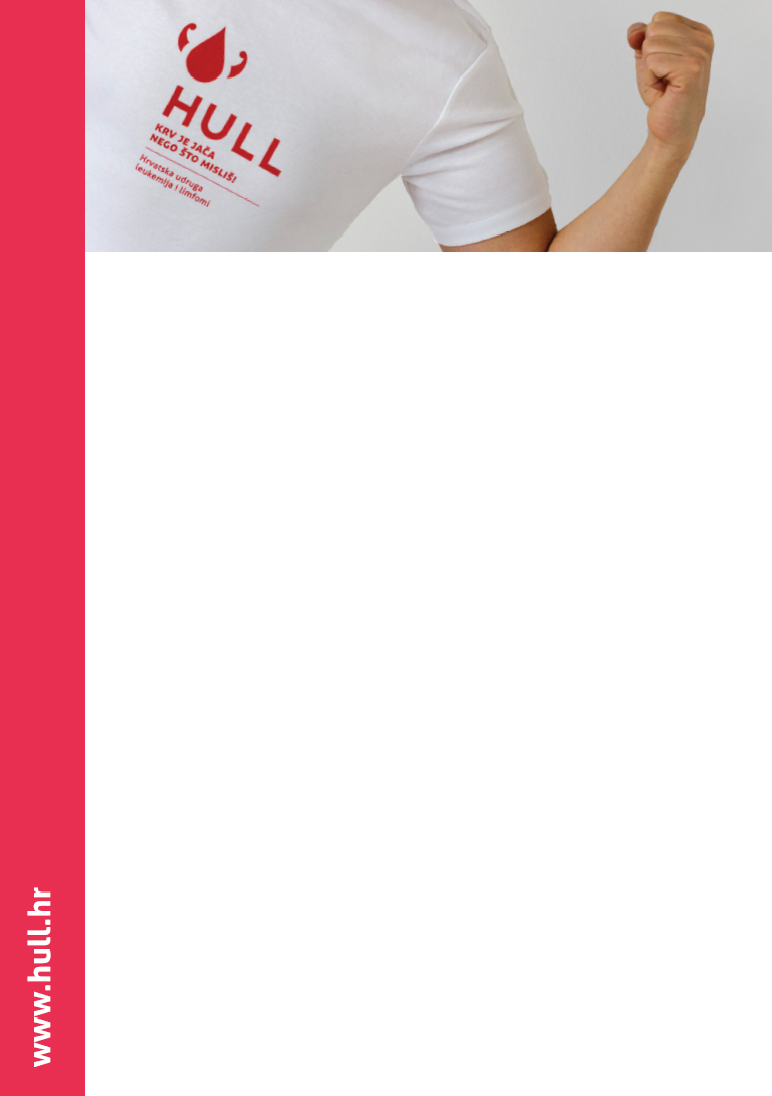 HULL
KRV JE JAČA
NEGO ŠTO MISLIŠ!
Hrvatska udruga
leukemija i limfomi
www.hull.hr